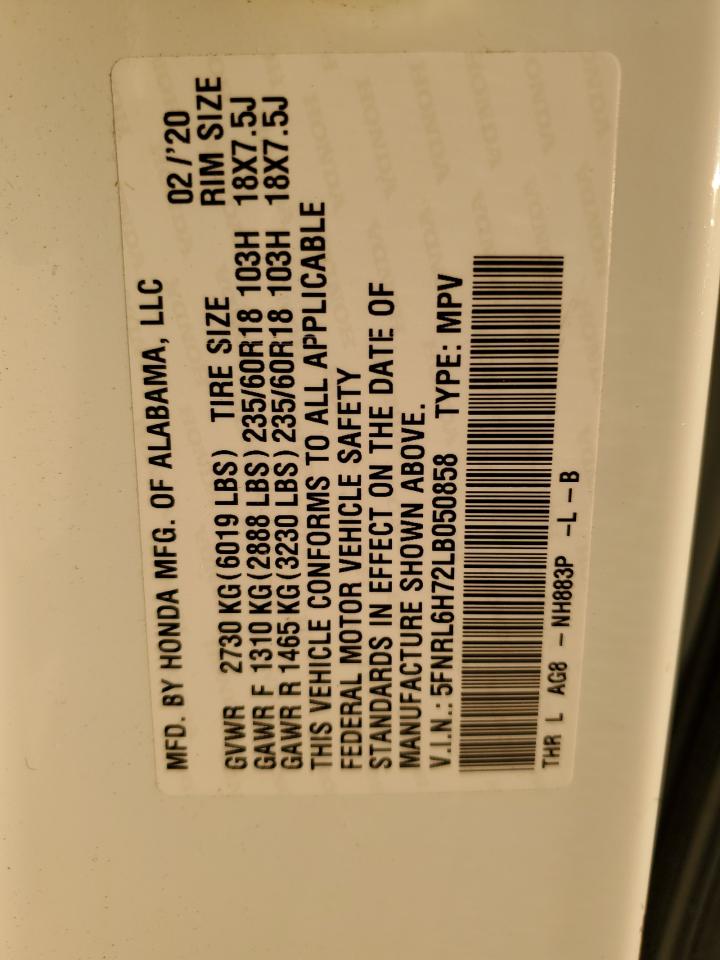 MFD. BY HONDA MFG. OF ALABAMA, LLC 02/'20
GVWR 2730 KG(6019 LBS) TIRE SIZE RIM SIZE
GAWR F 1310 KG(2888 LBS) 235/60R18 103H 18X7.5J
GAWR R 1465 KG(3230 LBS) 235/60R18 103H 18X7.5J
THIS VEHICLE CONFORMS TO ALL APPLICABLE
FEDERAL MOTOR VEHICLE SAFETY
STANDARDS IN EFFECT ON THE DATE OF
MANUFACTURE SHOWN ABOVE.
V.I.N.: 5FNRL6H72LB050858 TYPE: MPV
THR L AG8 - NH883P -L-B